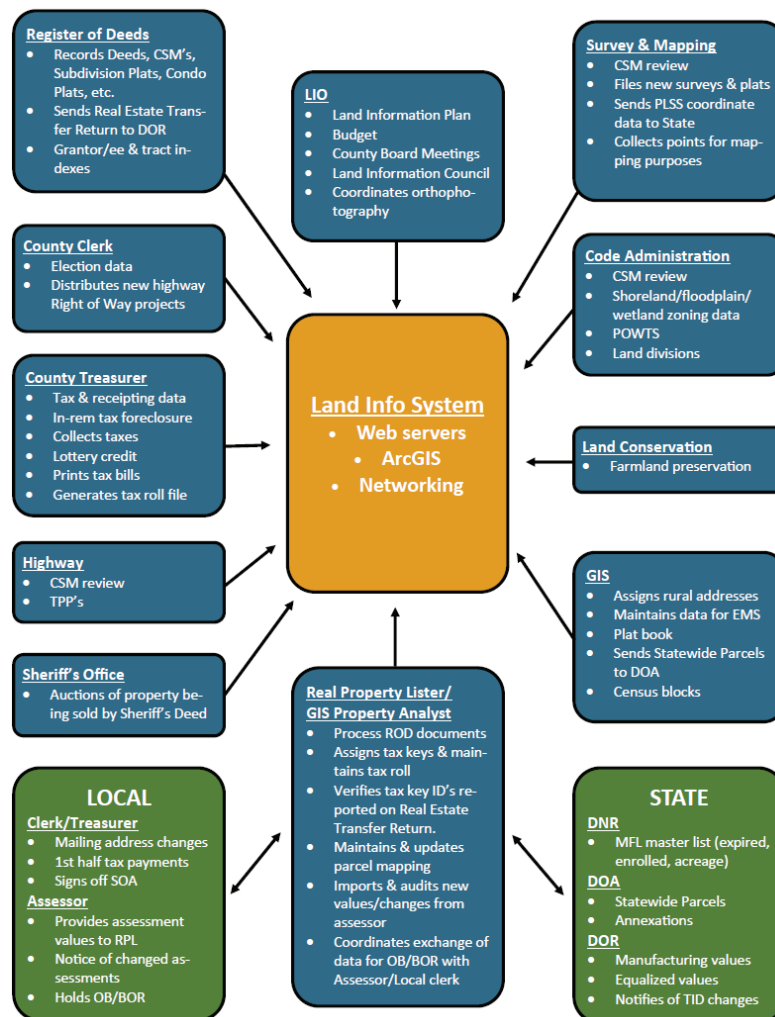 Register of Deeds
• Records Deeds, CSM's,
Subdivision Plats, Condo
Plats, etc.
• Sends Real Estate Trans-
fer Return to DOR
• Grantor/ee & tract in-
dexes
LIO
• Land Information Plan
• Budget
• County Board Meetings
• Land Information Council
• Coordinates orthopho-
tography
Survey & Mapping
• CSM review
• Files new surveys & plats
• Sends PLSS coordinate
data to State
• Collects points for map-
ping purposes
County Clerk
• Election data
• Distributes new highway
Right of Way projects
Code Administration
• CSM review
• Shoreland/floodplain/
wetland zoning data
• POWTS
• Land divisions
County Treasurer
• Tax & receipting data
• In-rem tax foreclosure
• Collects taxes
• Lottery credit
• Prints tax bills
• Generates tax roll file
Land Info System
• Web servers
• ArcGIS
• Networking
Land Conservation
• Farmland preservation
Highway
• CSM review
• TPP's
GIS
• Assigns rural addresses
• Maintains data for EMS
• Plat book
• Sends Statewide Parcels
to DOA
• Census blocks
Sheriff's Office
• Auctions of property be-
ing sold by Sheriff's Deed
Real Property Lister/
GIS Property Analyst
• Process ROD documents
• Assigns tax keys & main-
tains tax roll
• Verifies tax key ID's re-
ported on Real Estate
Transfer Return.
• Maintains & updates
parcel mapping
• Imports & audits new
values/changes from
assessor
• Coordinates exchange of
data for OB/BOR with
Assessor/Local clerk
LOCAL
Clerk/Treasurer
• Mailing address changes
• 1st half tax payments
• Signs off SOA
Assessor
• Provides assessment
values to RPL
• Notice of changed as-
sessments
• Holds OB/BOR
STATE
DNR
• MFL master list (expired,
enrolled, acreage)
DOA
• Statewide Parcels
• Annexations
DOR
• Manufacturing values
• Equalized values
• Notifies of TID changes